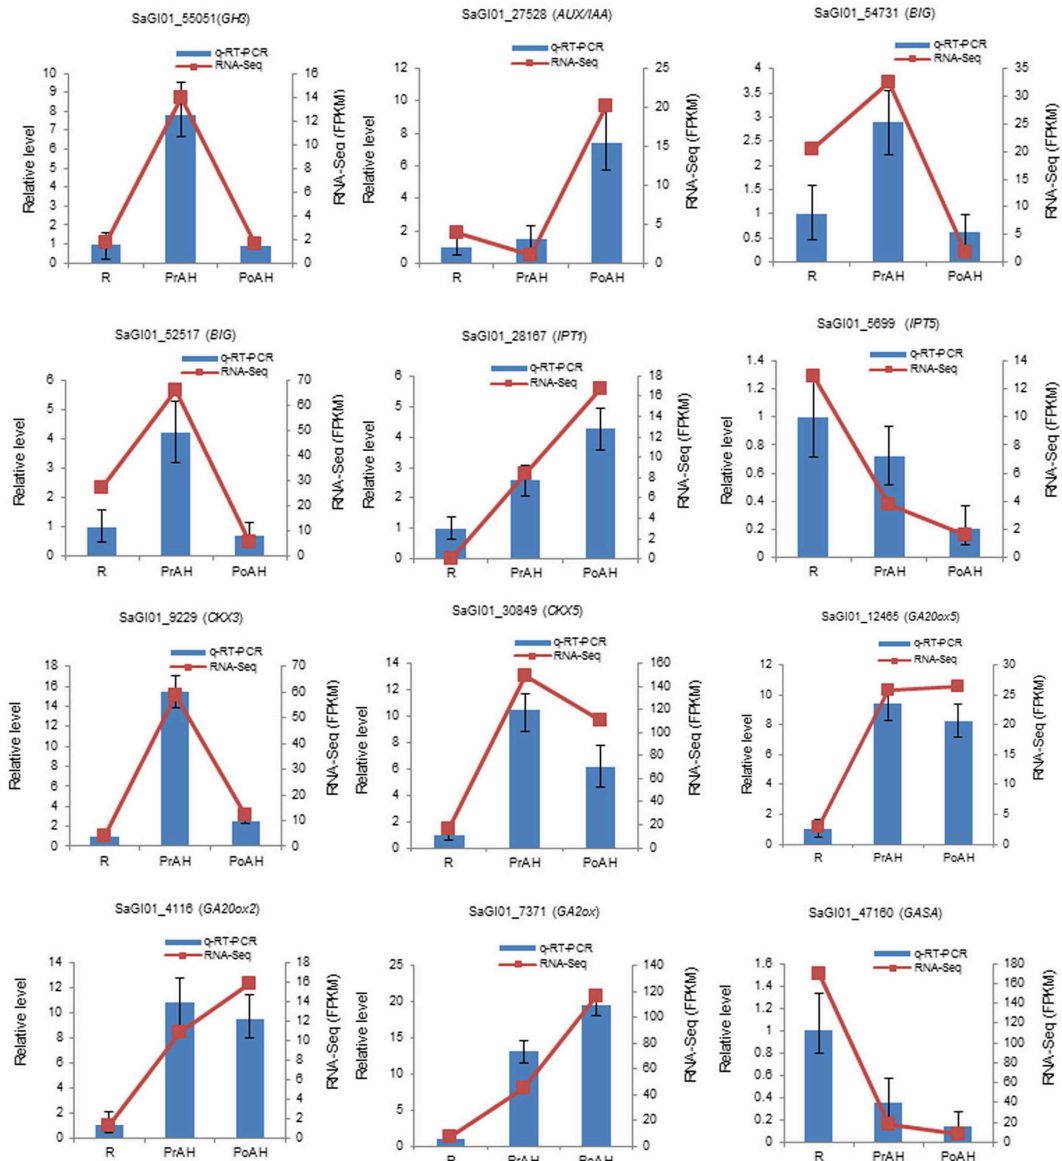 SaGI01_55051(GH3)
q-RT-PCR
RNA-Seq
Relative level
10
9
8
7
6
5
4
3
2
1
0
16
14
12
10
8
6
4
2
0
RNA-Seq (FPKM)
R PrAH PoAH
SaGI01_27528 (AUX/IAA)
q-RT-PCR
RNA-Seq
Relative level
12
10
8
6
4
2
0
25
20
15
10
5
0
RNA-Seq (FPKM)
R PrAH PoAH
SaGI01_54731 (BIG)
q-RT-PCR
RNA-Seq
Relative level
4
3.5
3
2.5
2
1.5
1
0.5
0
35
30
25
20
15
10
5
0
RNA-Seq (FPKM)
R PrAH PoAH
SaGI01_52517 (BIG)
q-RT-PCR
RNA-Seq
Relative level
6
5
4
3
2
1
0
70
60
50
40
30
20
10
0
RNA-Seq (FPKM)
R PrAH PoAH
SaGI01_28167 (IPT1)
q-RT-PCR
RNA-Seq
Relative level
6
5
4
3
2
1
0
18
16
14
12
10
8
6
4
2
0
RNA-Seq (FPKM)
R PrAH PoAH
SaGI01_5699 (IPT5)
q-RT-PCR
RNA-Seq
Relative level
1.4
1.2
1
0.8
0.6
0.4
0.2
0
14
12
10
8
6
4
2
0
RNA-Seq (FPKM)
R PrAH PoAH
SaGI01_9229 (CKX3)
q-RT-PCR
RNA-Seq
Relative level
18
16
14
12
10
8
6
4
2
0
70
60
50
40
30
20
10
0
RNA-Seq (FPKM)
R PrAH PoAH
SaGI01_30849 (CKX5)
q-RT-PCR
RNA-Seq
Relative level
14
12
10
8
6
4
2
0
160
140
120
100
80
60
40
20
0
RNA-Seq (FPKM)
R PrAH PoAH
SaGI01_12465 (GA20ox5)
q-RT-PCR
RNA-Seq
Relative level
12
10
8
6
4
2
0
30
25
20
15
10
5
0
RNA-Seq (FPKM)
R PrAH PoAH
SaGI01_4116 (GA20ox2)
q-RT-PCR
RNA-Seq
Relative level
14
12
10
8
6
4
2
0
18
16
14
12
10
8
6
4
2
0
RNA-Seq (FPKM)
R PrAH PoAH
SaGI01_7371 (GA2ox)
q-RT-PCR
RNA-Seq
Relative level
25
20
15
10
5
0
140
120
100
80
60
40
20
0
RNA-Seq (FPKM)
R PrAH PoAH
SaGI01_47160 (GASA)
q-RT-PCR
RNA-Seq
Relative level
1.6
1.4
1.2
1
0.8
0.6
0.4
0.2
0
180
160
140
120
100
80
60
40
20
0
RNA-Seq (FPKM)
R PrAH PoAH